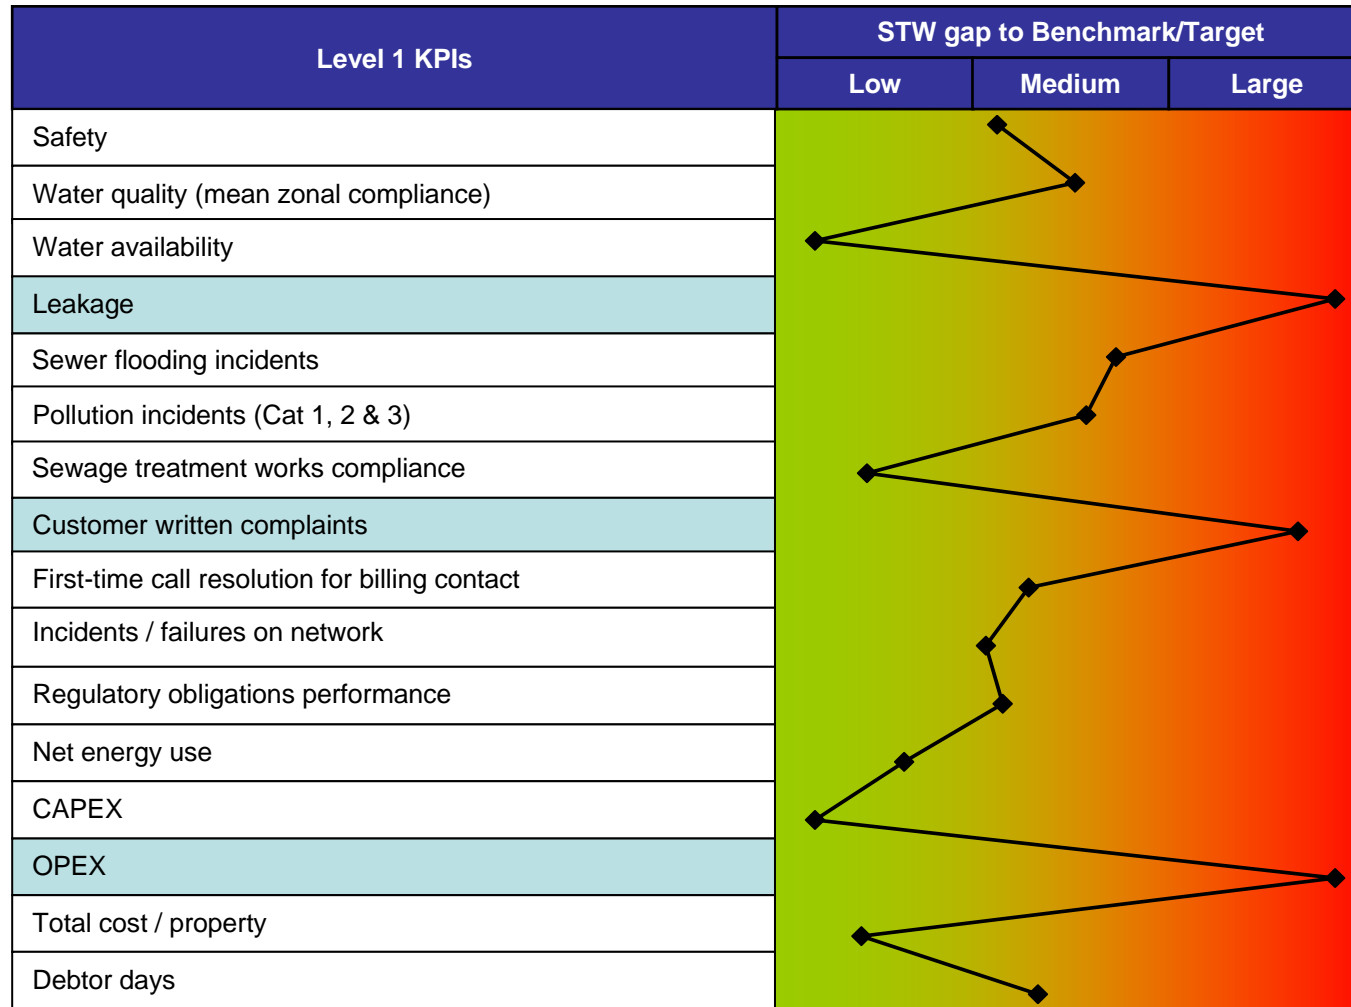 Level 1 KPIs
STW gap to Benchmark/Target
Low Medium Large
Safety
Water quality (mean zonal compliance)
Water availability
Leakage
Sewer flooding incidents
Pollution incidents (Cat 1, 2 & 3)
Sewage treatment works compliance
Customer written complaints
First-time call resolution for billing contact
Incidents / failures on network
Regulatory obligations performance
Net energy use
CAPEX
OPEX
Total cost / property
Debtor days